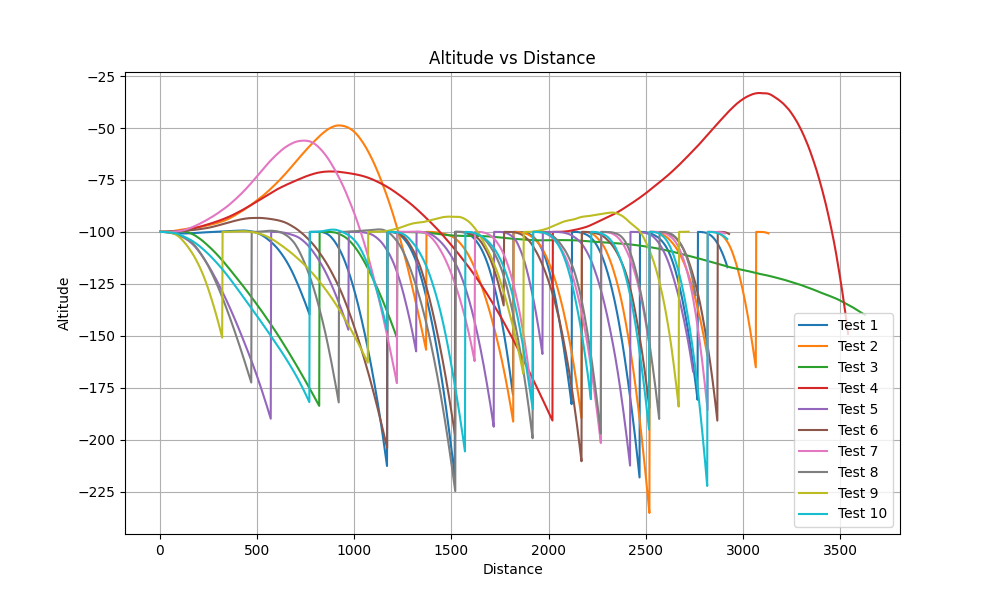 Altitude vs Distance
Altitude
−25
−50
−75
−100
−125
−150
−175
−200
−225
0
500
1000
1500
2000
2500
3000
3500
Distance
Test 1
Test 2
Test 3
Test 4
Test 5
Test 6
Test 7
Test 8
Test 9
Test 10